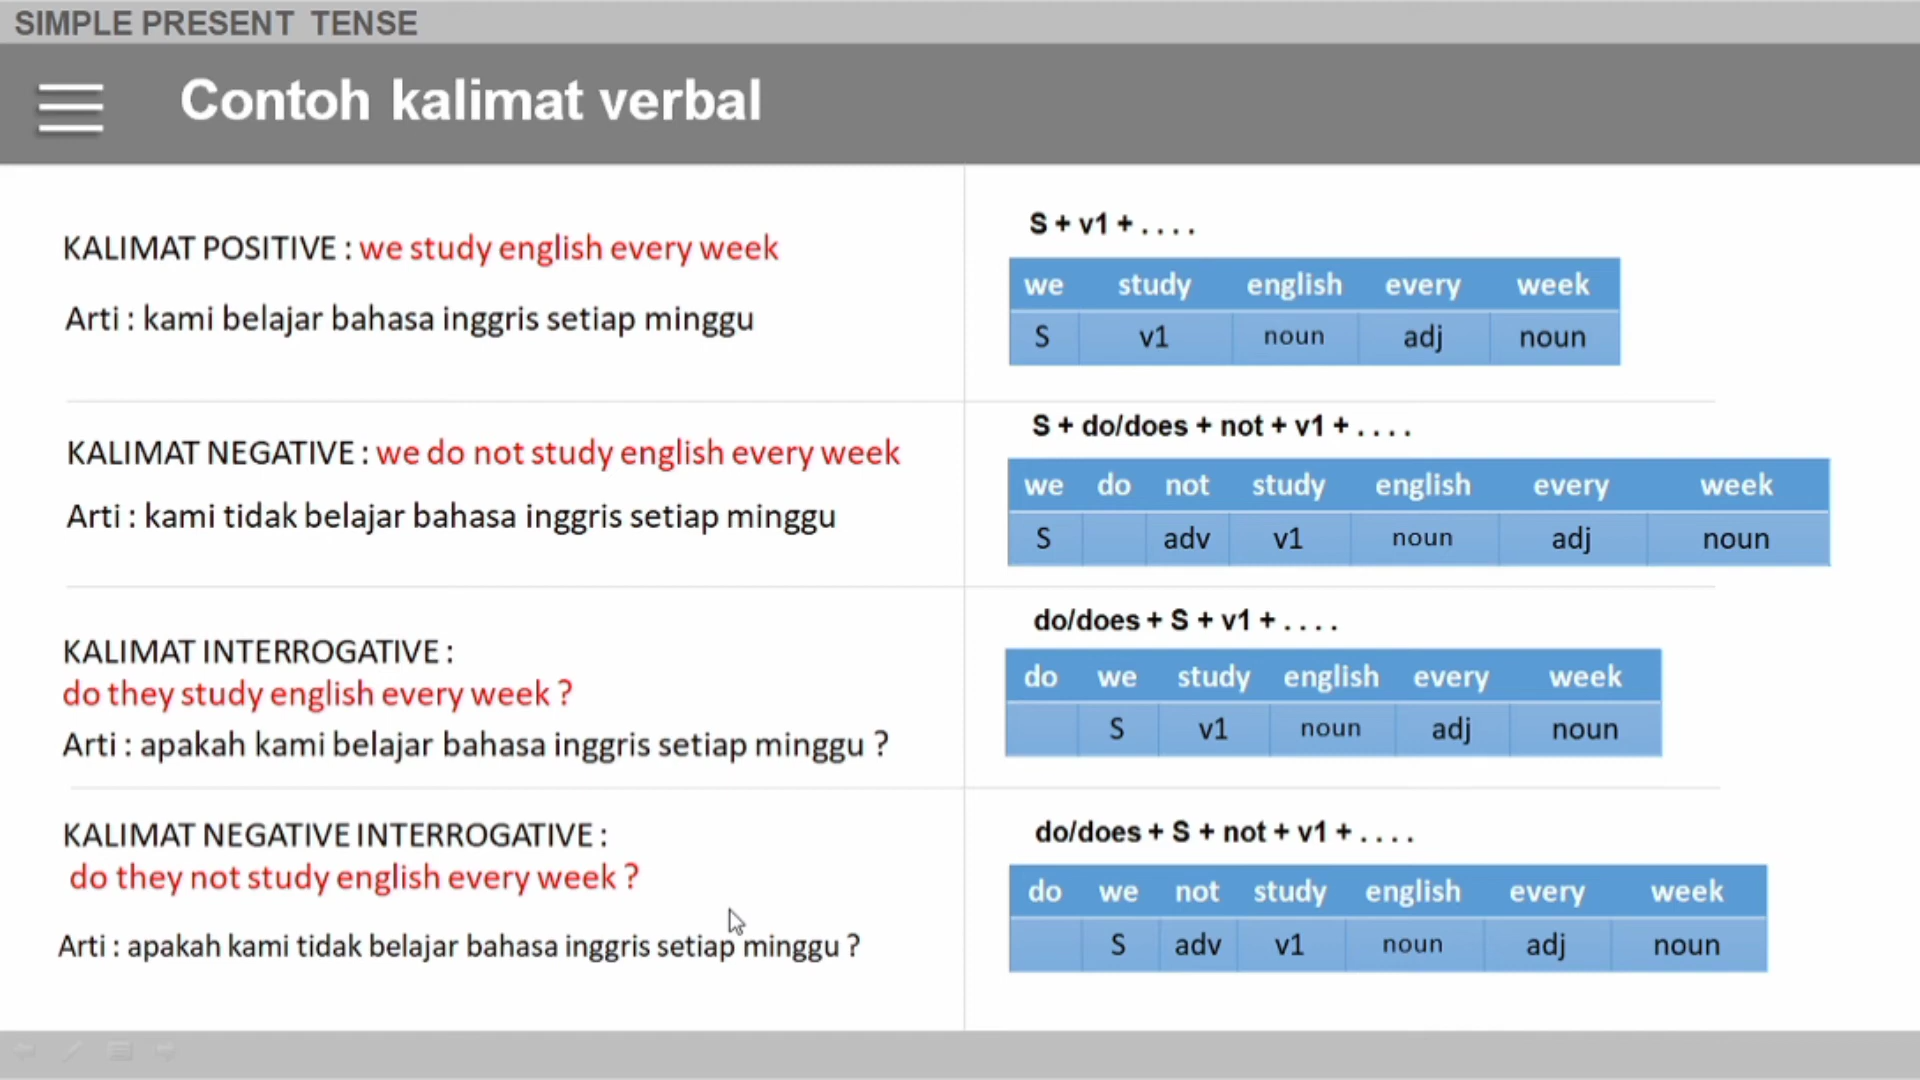 SIMPLE PRESENT TENSE
Contoh kalimat verbal
KALIMAT POSITIVE : we study english every week
Arti : kami belajar bahasa inggris setiap minggu
S + v1 + . . . .
we study english every week
S v1 noun adj noun
KALIMAT NEGATIVE : we do not study english every week
Arti : kami tidak belajar bahasa inggris setiap minggu
S + do/does + not + v1 + . . . .
we do not study english every week
S adv v1 noun adj noun
KALIMAT INTERROGATIVE :
do they study english every week ?
Arti : apakah kami belajar bahasa inggris setiap minggu ?
do/does + S + v1 + . . . .
do we study english every week
S v1 noun adj noun
KALIMAT NEGATIVE INTERROGATIVE :
do they not study english every week ?
Arti : apakah kami tidak belajar bahasa inggris setiap minggu ?
do/does + S + not + v1 + . . . .
do we not study english every week
S adv v1 noun adj noun